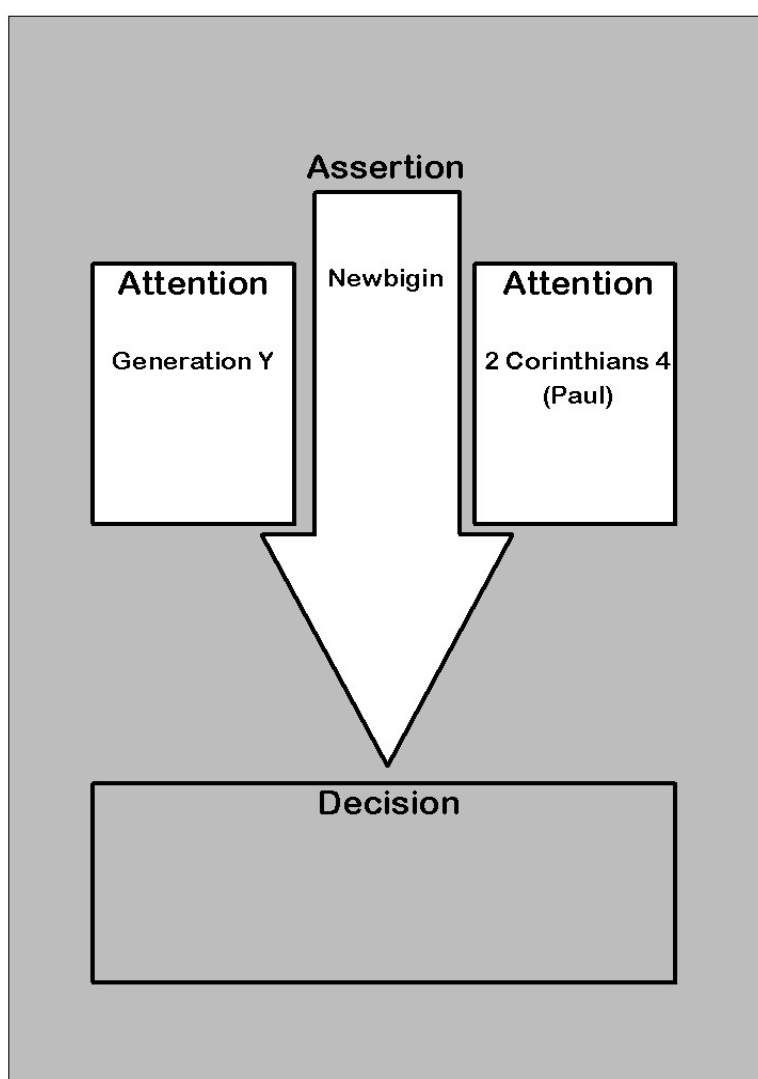 Assertion
Newbigin
Attention
Generation Y
Attention
2 Corinthians 4
(Paul)
Decision